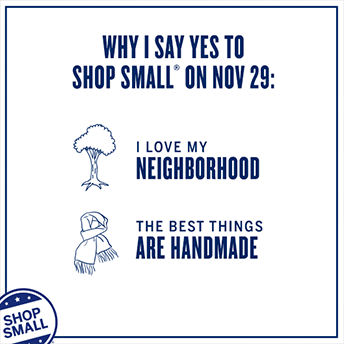 WHY I SAY YES TO
SHOP SMALL® ON NOV 29:
I LOVE MY
NEIGHBORHOOD
THE BEST THINGS
ARE HANDMADE
SHOP
SMALL